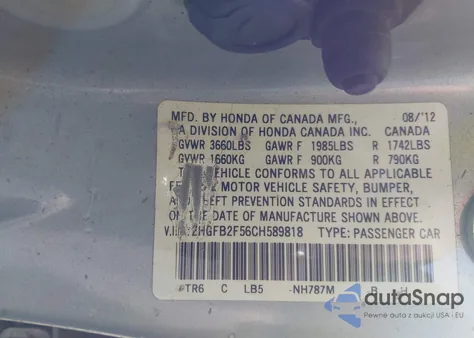 MFD. BY HONDA OF CANADA MFG., 08/'12
A DIVISION OF HONDA CANADA INC. CANADA
GVWR 3660LBS GAWR F 1985LBS R 1742LBS
GVWR 1660KG GAWR F 900KG R 790KG
VEHICLE CONFORMS TO ALL APPLICABLE
MOTOR VEHICLE SAFETY, BUMPER,
THEFT PREVENTION STANDARDS IN EFFECT
ON THE DATE OF MANUFACTURE SHOWN ABOVE.
2HGFB2F56CH589818 TYPE: PASSENGER CAR
*TR6 C LB5 -NH787M B H
autoSnap
Pewne auta z aukcji USA i EU